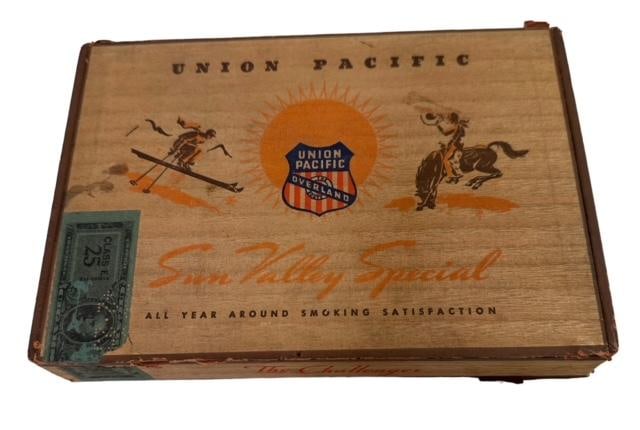 UNION PACIFIC
UNION
PACIFIC
OVERLAND
Sun Valley Special
ALL YEAR AROUND SMOKING SATISFACTION
CLASS E
25
The Challenger